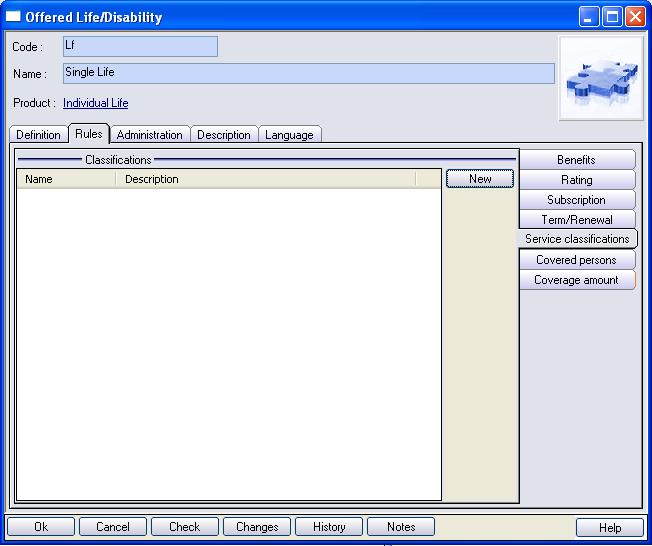 Offered Life/Disability
Code : Lf
Name : Single Life
Product : Individual Life
Definition Rules Administration Description Language
Classifications
Name Description
New
Benefits
Rating
Subscription
Term/Renewal
Service classifications
Covered persons
Coverage amount
Ok Cancel Check Changes History Notes Help